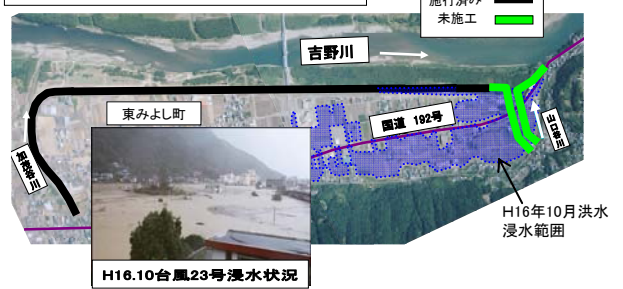 施行済み
未施工
吉野川
東みよし町
国道 192号
加茂谷川
山口谷川
H16年10月洪水
浸水範囲
H16.10台風23号浸水状況